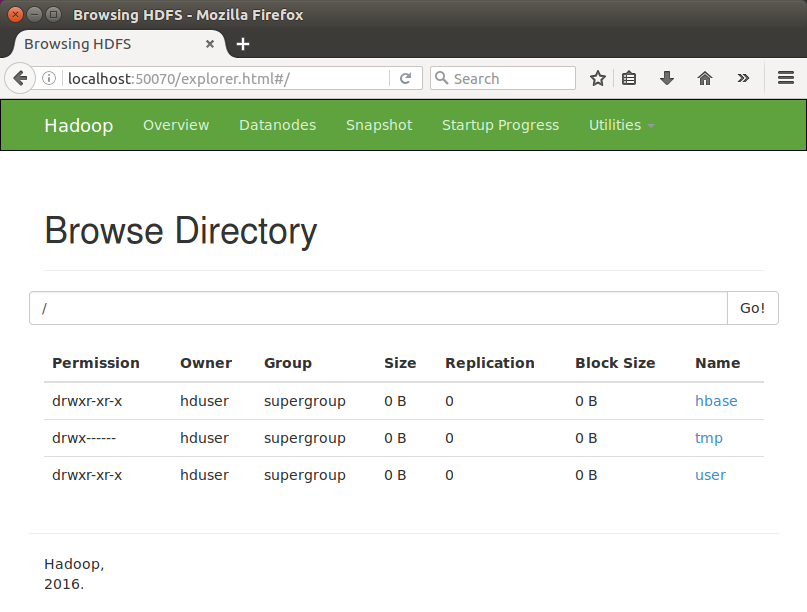 Browsing HDFS - Mozilla Firefox
Browsing HDFS
localhost:50070/explorer.html#/
Search
Hadoop Overview Datanodes Snapshot Startup Progress Utilities
Browse Directory
/ Go!
Permission Owner Group Size Replication Block Size Name
drwxr-xr-x hduser supergroup 0 B 0 0 B hbase
drwx------ hduser supergroup 0 B 0 0 B tmp
drwxr-xr-x hduser supergroup 0 B 0 0 B user
Hadoop,
2016.